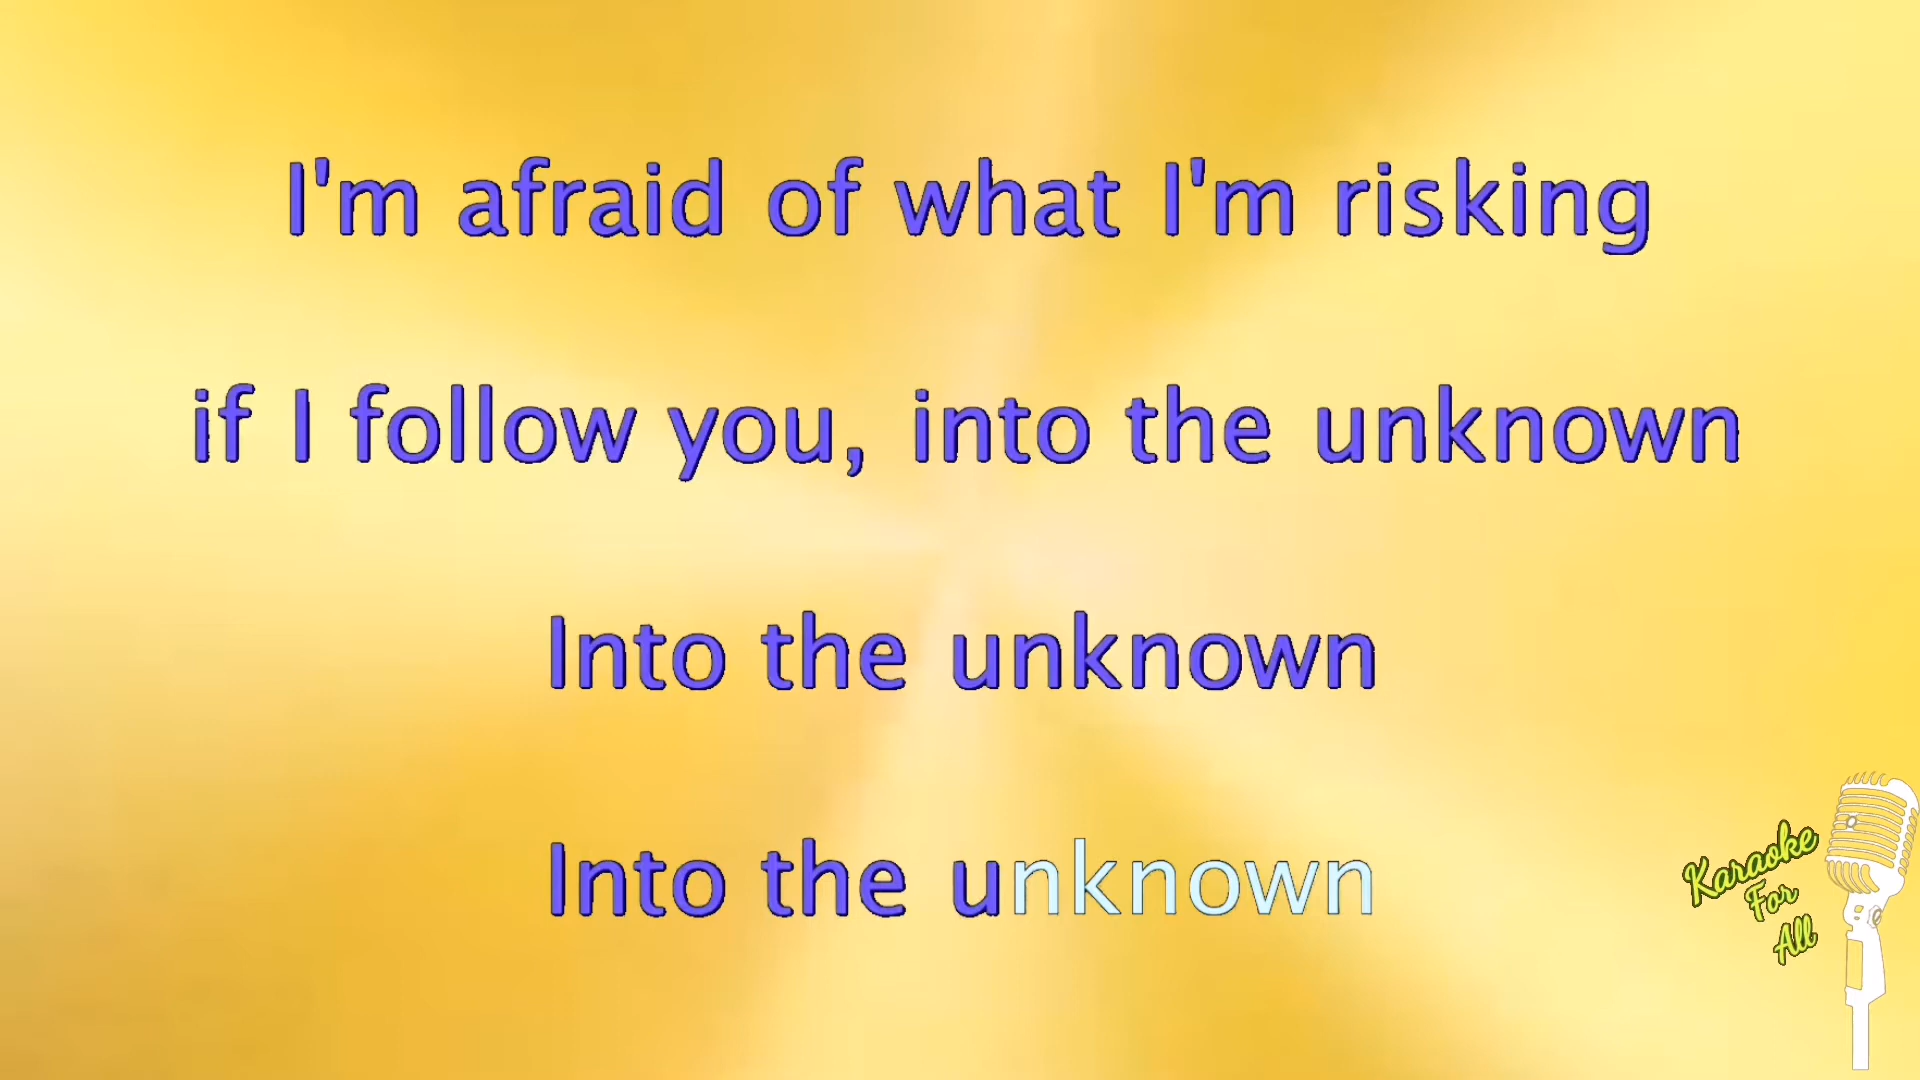 I'm afraid of what I'm risking
if I follow you, into the unknown
Into the unknown
Into the unknown
Karaoke
For
All